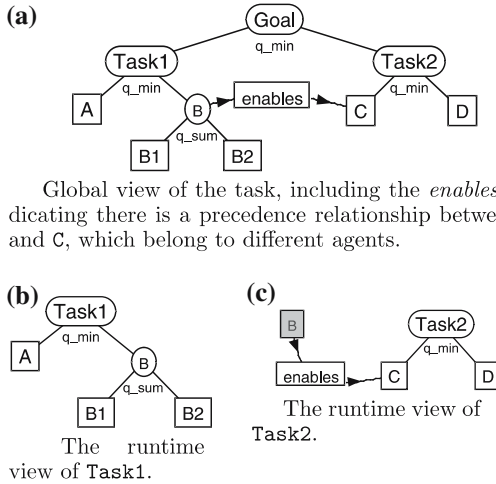 (a)
Goal
q_min
Task1
q_min
Task2
q_min
A
B
enables
C
D
q_sum
B1
B2
Global view of the task, including the enables
dicating there is a precedence relationship betwe
and C, which belong to different agents.
(b)
Task1
q_min
A
B
q_sum
B1
B2
The runtime
view of Task1.
(c)
B
Task2
q_min
enables
C
D
The runtime view of
Task2.